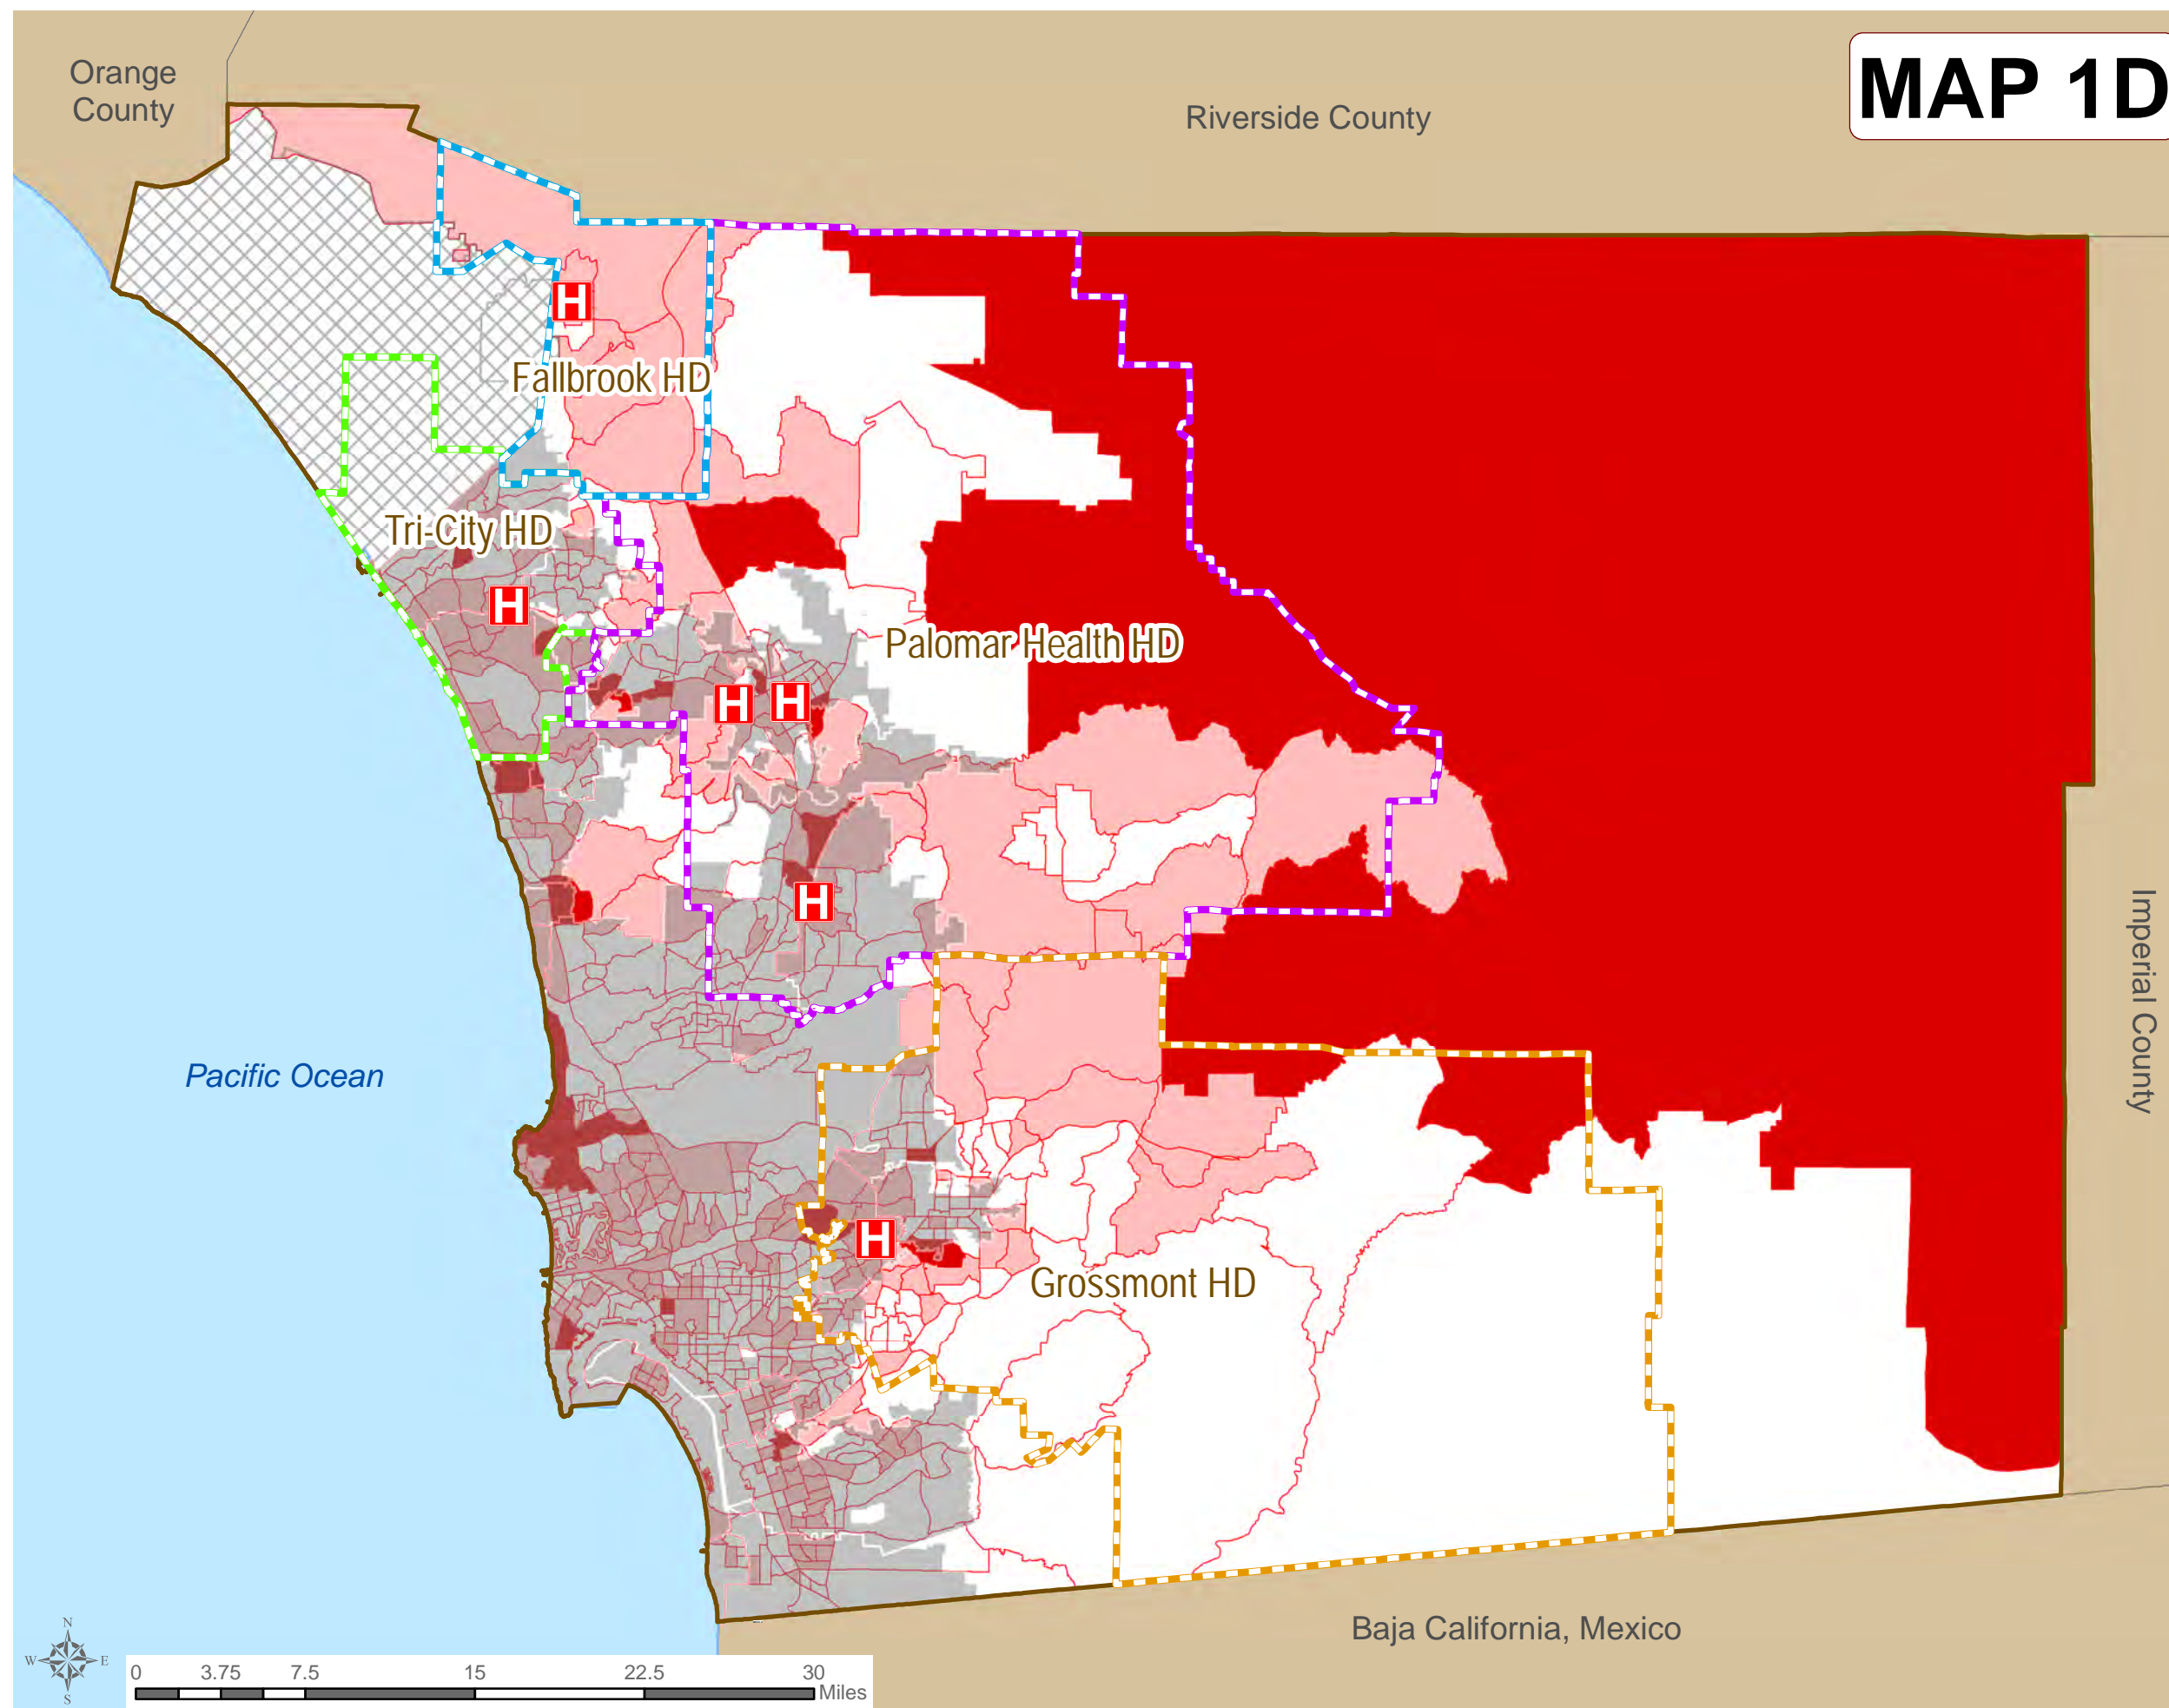 Orange
County
Riverside County
MAP 1D
H
Fallbrook HD
Tri-City HD
H
Palomar Health HD
H
H
H
Imperial County
Pacific Ocean
H
Grossmont HD
Baja California, Mexico
N
W
E
S
0 3.75 7.5 15 22.5 30
Miles